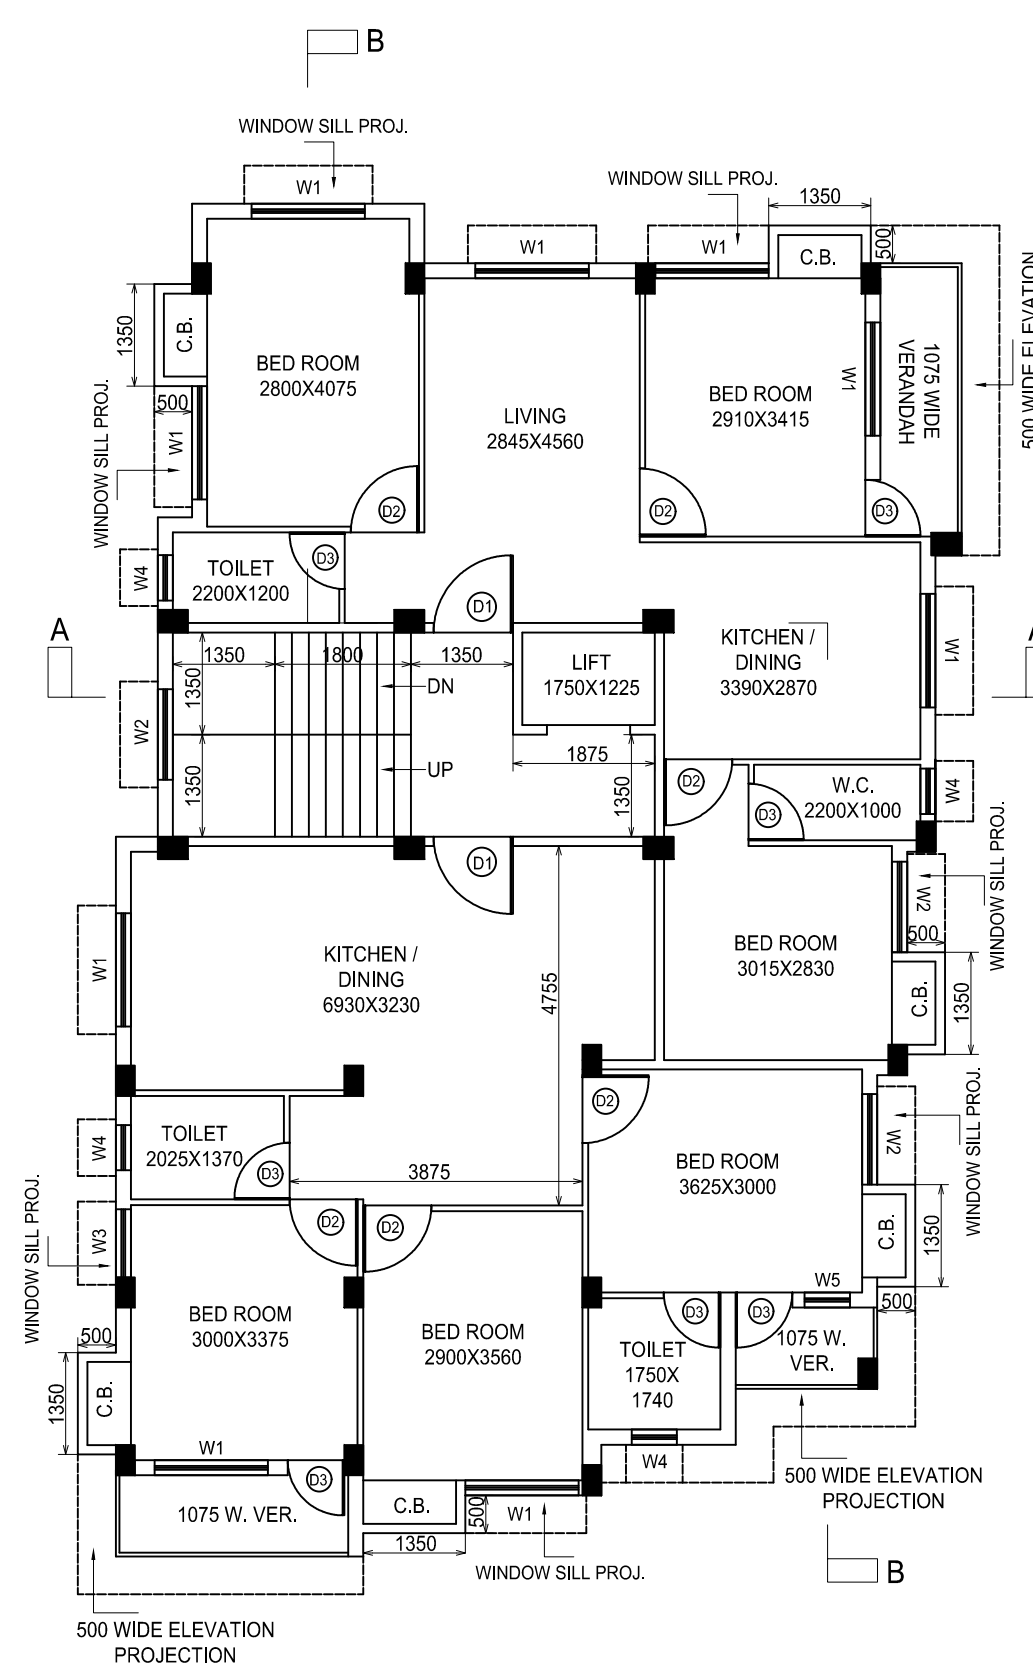 B
WINDOW SILL PROJ.
W1
WINDOW SILL PROJ.
1350
W1
W1
C.B.
500
500 WIDE ELEVATION
1350
C.B.
BED ROOM
2800X4075
LIVING
2845X4560
BED ROOM
2910X3415
W1
1075 WIDE
VERANDAH
500
W1
WINDOW SILL PROJ.
D2
D2
D3
W4
TOILET
2200X1200
D3
D1
A
1350
1800
1350
LIFT
1750X1225
KITCHEN /
DINING
3390X2870
W1
1350
DN
W2
1350
UP
1875
1350
D2
W.C.
2200X1000
D3
W4
WINDOW SILL PROJ.
D1
W2
500
KITCHEN /
DINING
6930X3230
W1
4755
BED ROOM
3015X2830
C.B.
1350
W4
TOILET
2025X1370
D3
3875
D2
BED ROOM
3625X3000
W2
WINDOW SILL PROJ.
C.B.
1350
W3
WINDOW SILL PROJ.
D2
D2
W5
500
500
BED ROOM
3000X3375
BED ROOM
2900X3560
TOILET
1750X
1740
D3
D3
1075 W.
VER.
1350
C.B.
W1
D3
W4
500 WIDE ELEVATION
PROJECTION
1075 W. VER.
C.B.
500
W1
1350
WINDOW SILL PROJ.
B
500 WIDE ELEVATION
PROJECTION